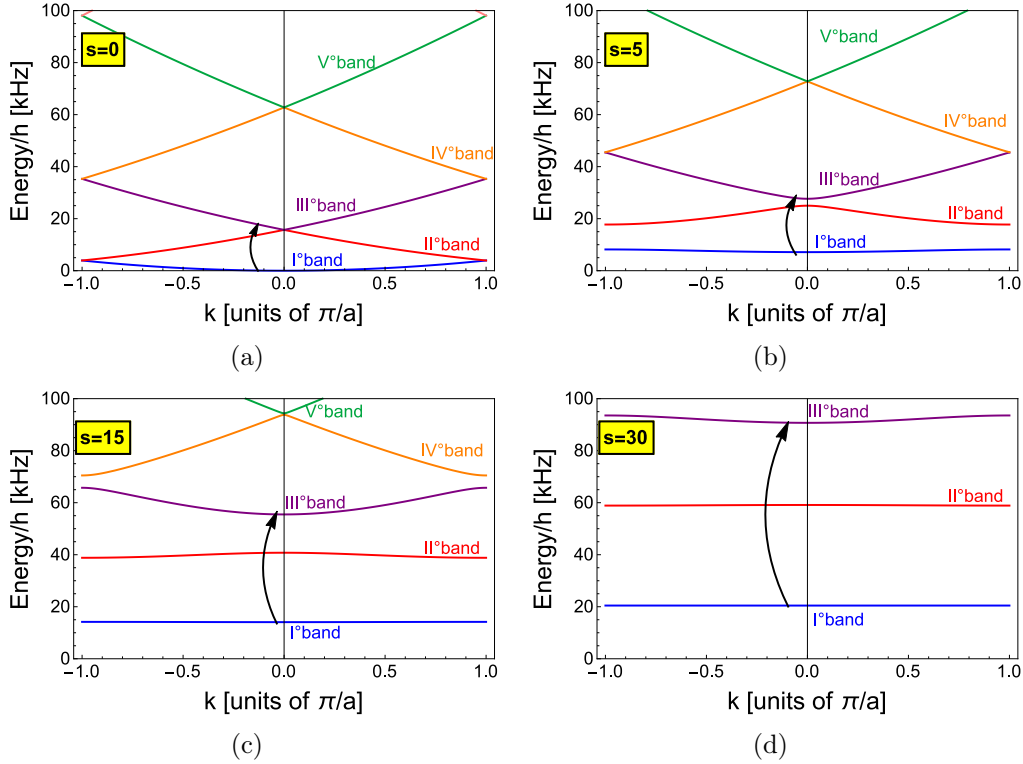 100
80
60
40
20
0
Energy/h [kHz]
s=0
V°band
IV°band
III°band
II°band
I°band
−1.0 −0.5 0.0 0.5 1.0
k [units of π/a]
(a)
100
80
60
40
20
0
Energy/h [kHz]
s=5
V°band
IV°band
III°band
II°band
I°band
−1.0 −0.5 0.0 0.5 1.0
k [units of π/a]
(b)
100
80
60
40
20
0
Energy/h [kHz]
s=15
V°band
IV°band
III°band
II°band
I°band
−1.0 −0.5 0.0 0.5 1.0
k [units of π/a]
(c)
100
80
60
40
20
0
Energy/h [kHz]
s=30
III°band
II°band
I°band
−1.0 −0.5 0.0 0.5 1.0
k [units of π/a]
(d)